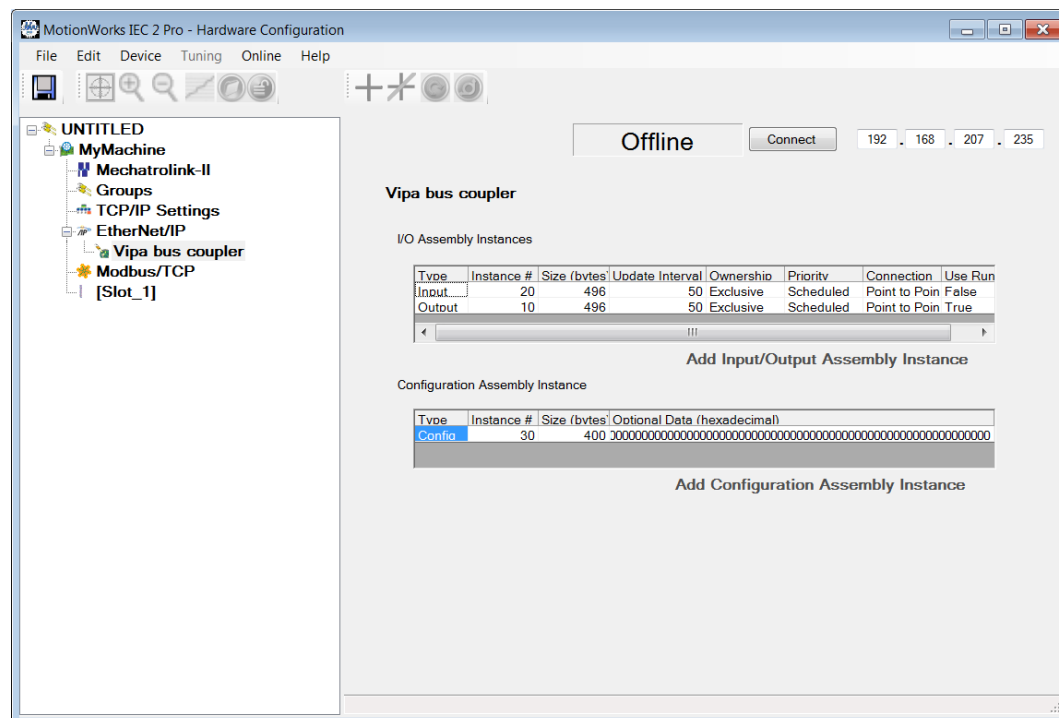 MotionWorks IEC 2 Pro - Hardware Configuration
File Edit Device Tuning Online Help
UNTITLED
MyMachine
Mechatrolink-II
Groups
TCP/IP Settings
EtherNet/IP
Vipa bus coupler
Modbus/TCP
[Slot_1]
Offline Connect 192 . 168 . 207 . 235
Vipa bus coupler
I/O Assembly Instances
Type Instance # Size (bytes) Update Interval Ownership Priority Connection Use Run
Input 20 496 50 Exclusive Scheduled Point to Poin False
Output 10 496 50 Exclusive Scheduled Point to Poin True
Add Input/Output Assembly Instance
Configuration Assembly Instance
Type Instance # Size (bytes) Optional Data (hexadecimal)
Config 30 400
Add Configuration Assembly Instance